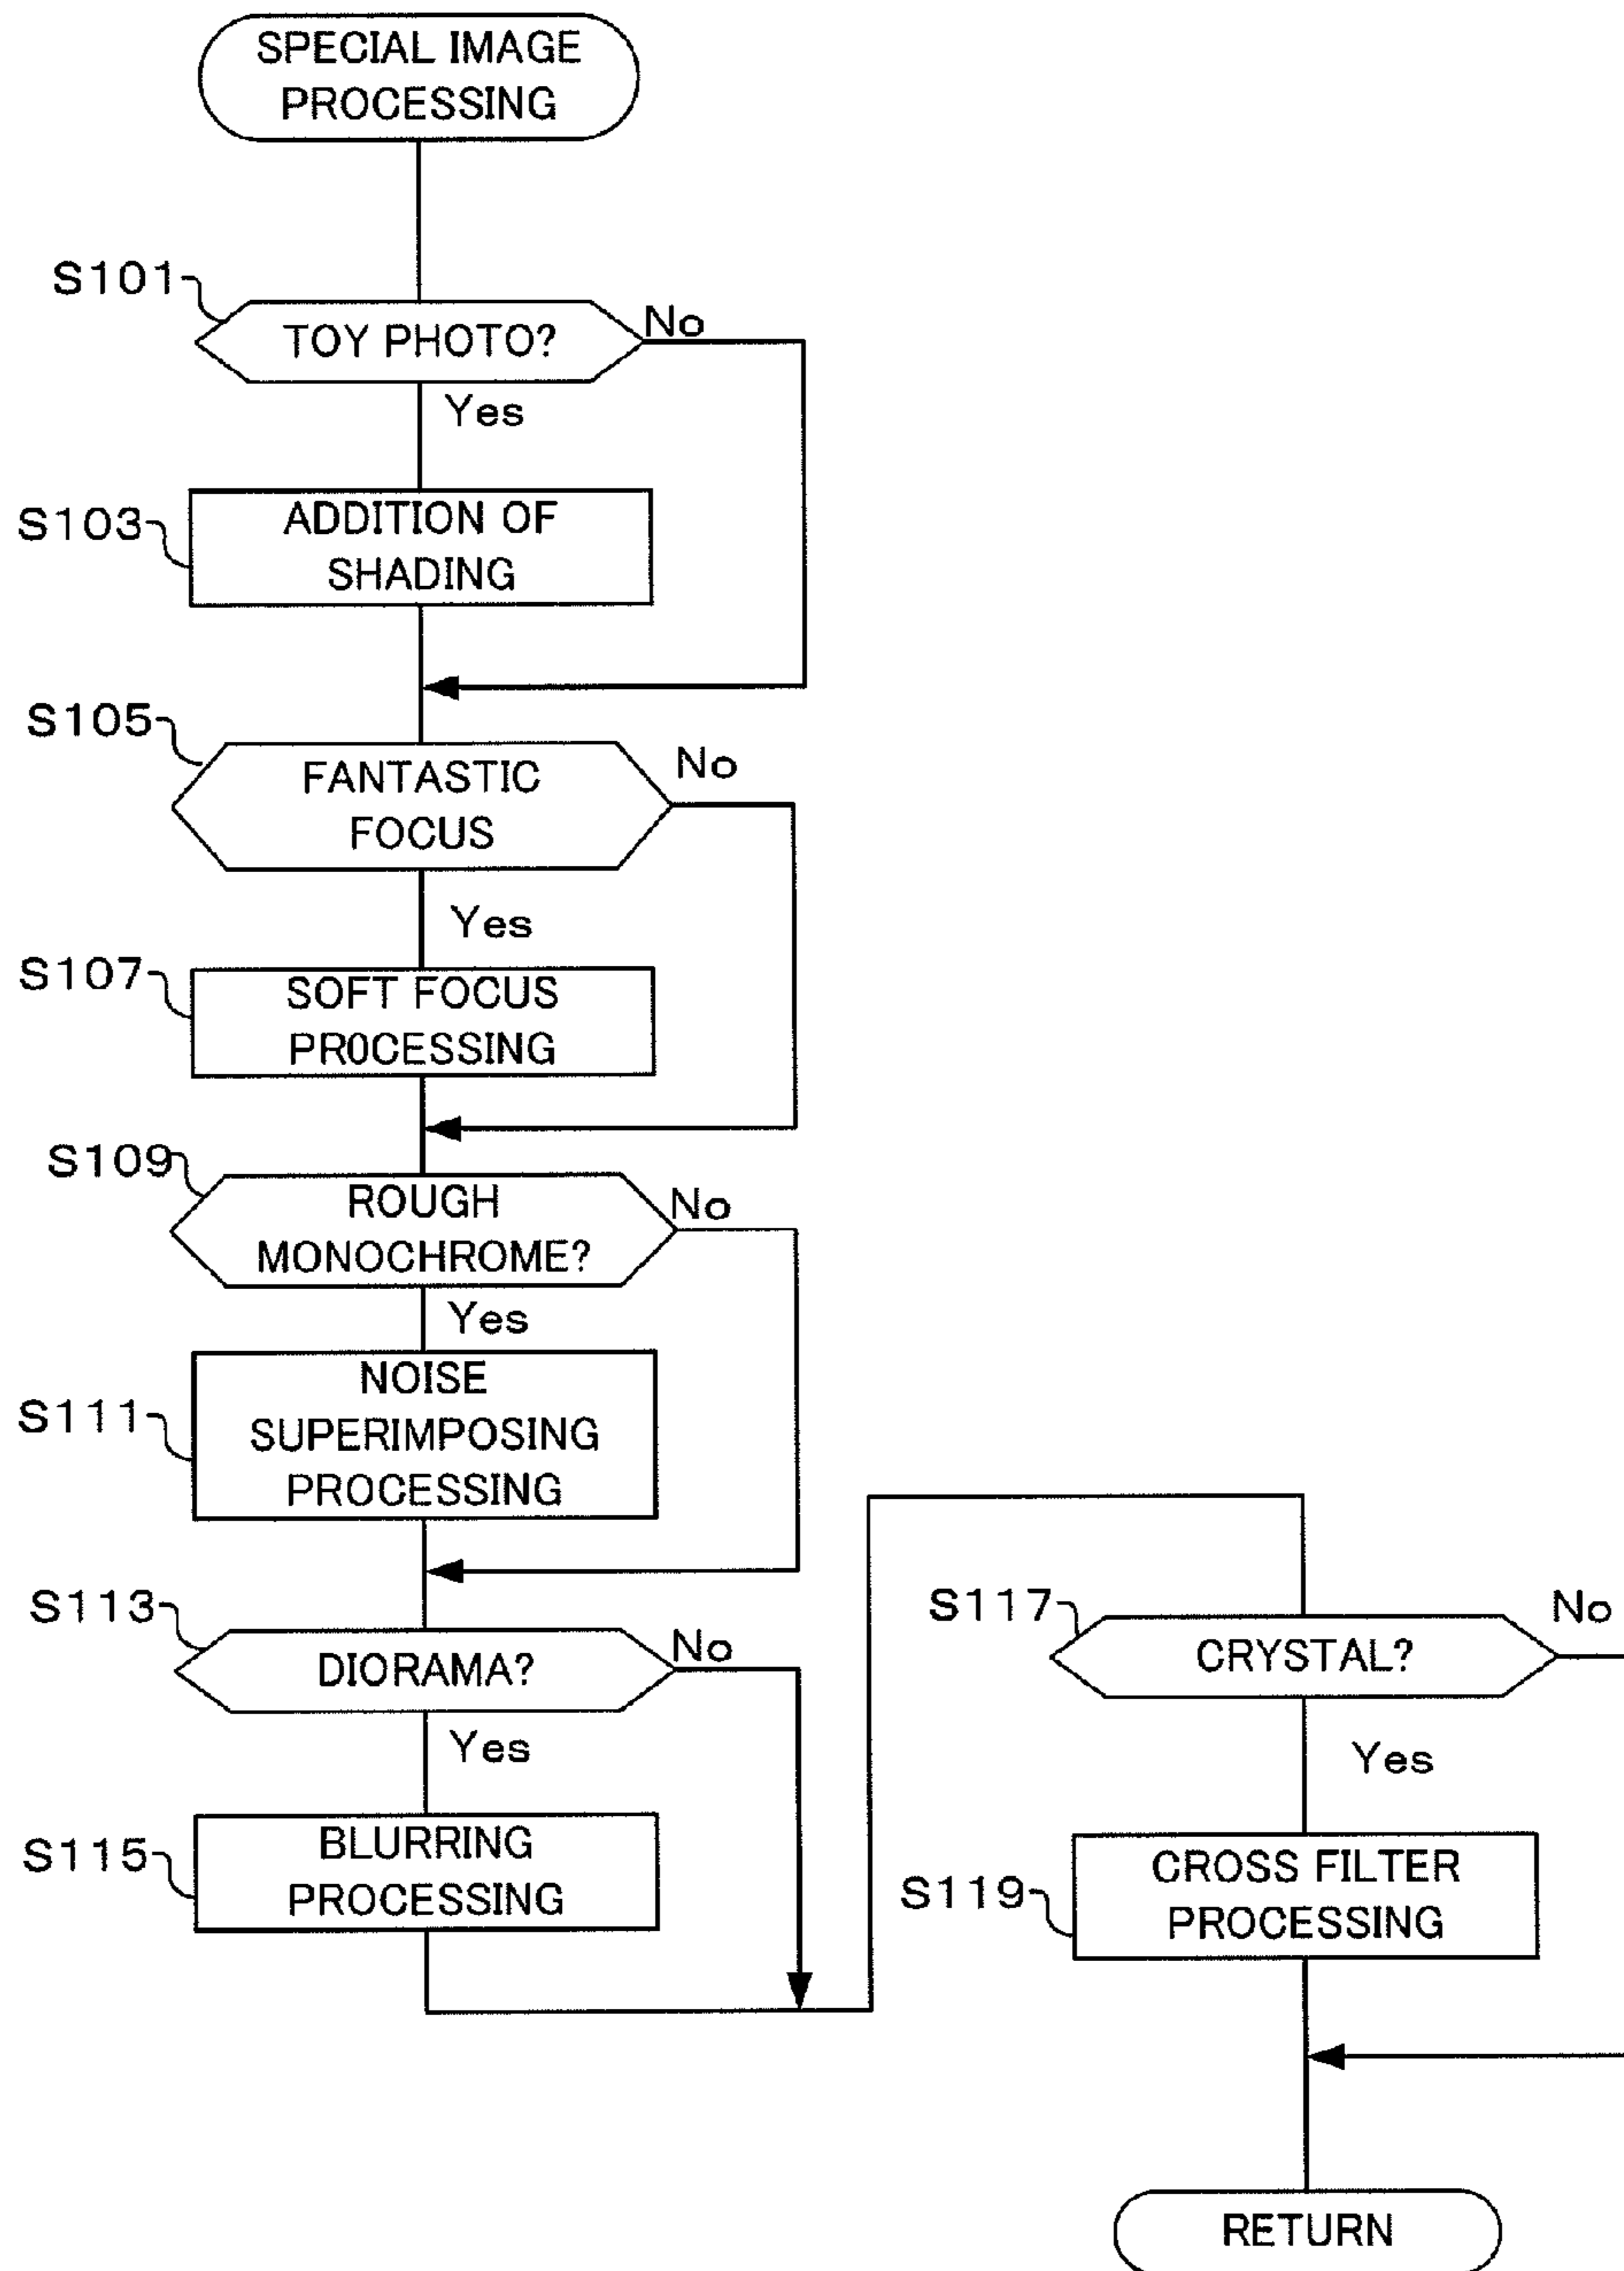 SPECIAL IMAGE
PROCESSING
S101
TOY PHOTO?
No
Yes
S103
ADDITION OF
SHADING
S105
FANTASTIC
FOCUS
No
Yes
S107
SOFT FOCUS
PR0CESSING
S109
ROUGH
MONOCHROME?
No
Yes
S111
NOISE
SUPERIMPOSING
PROCESSING
S113
DIORAMA?
No
Yes
S115
BLURRING
PROCESSING
S117
CRYSTAL?
No
Yes
S119
CROSS FILTER
PROCESSING
RETURN